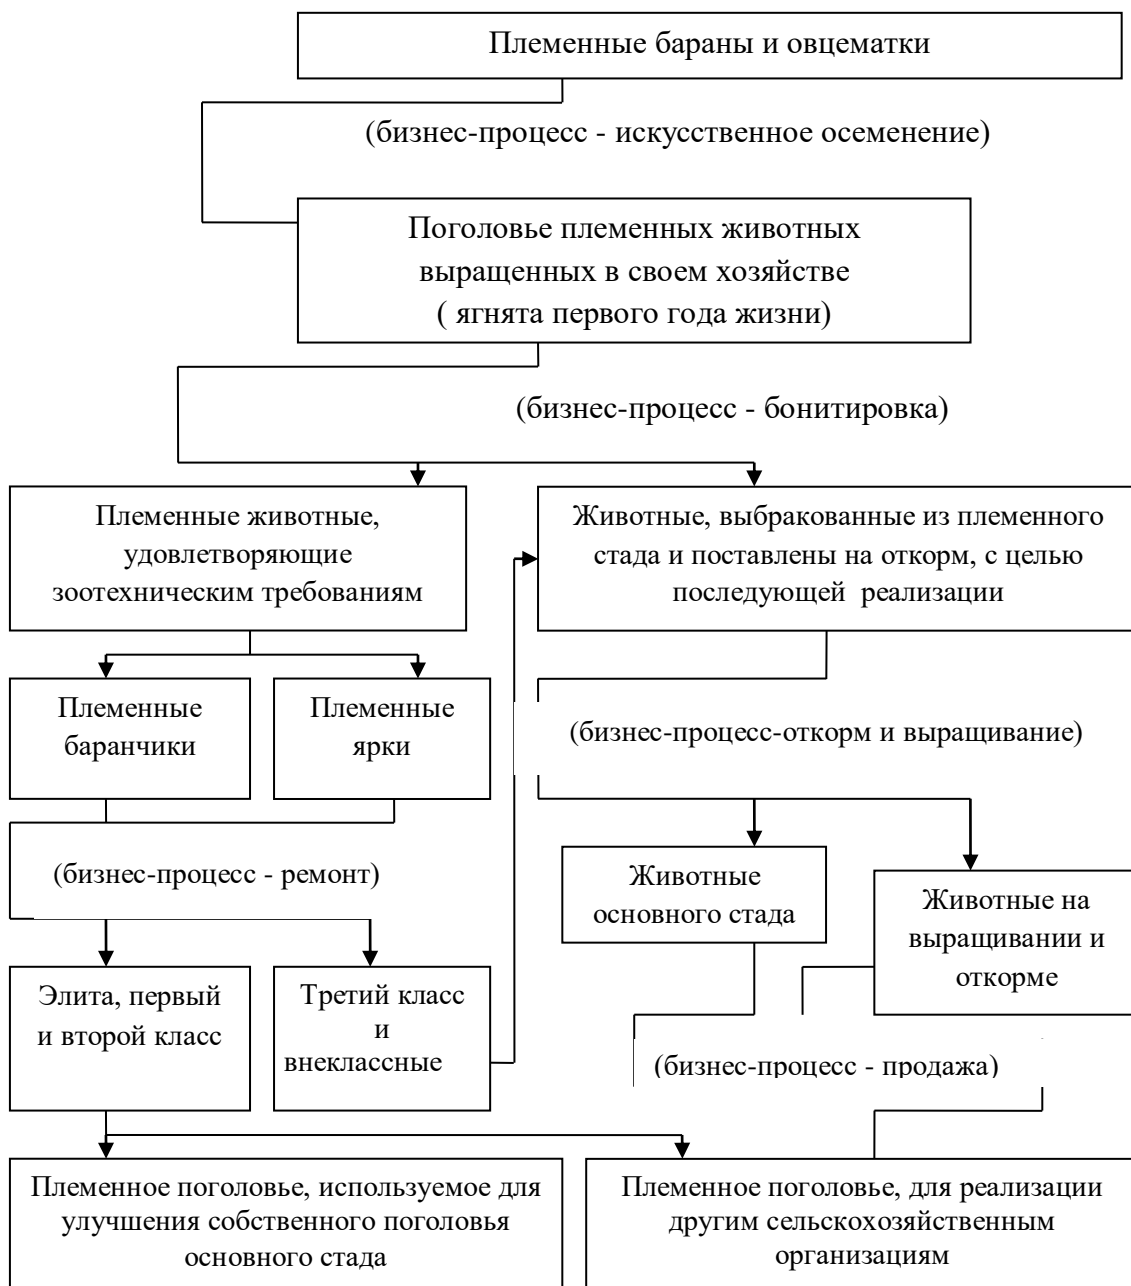 Племенные бараны и овцематки
(бизнес-процесс - искусственное осеменение)
Поголовье племенных животных
выращенных в своем хозяйстве
( ягнята первого года жизни)
(бизнес-процесс - бонитировка)
Племенные животные,
удовлетворяющие
зоотехническим требованиям
Животные, выбракованные из племенного
стада и поставлены на откорм, с целью
последующей реализации
Племенные
баранчики
Племенные
ярки
(бизнес-процесс-откорм и выращивание)
(бизнес-процесс - ремонт)
Животные
основного стада
Животные на
выращивании и
откорме
Элита, первый
и второй класс
Третий класс
и
внеклассные
(бизнес-процесс - продажа)
Племенное поголовье, используемое для
улучшения собственного поголовья
основного стада
Племенное поголовье, для реализации
другим сельскохозяйственным
организациям